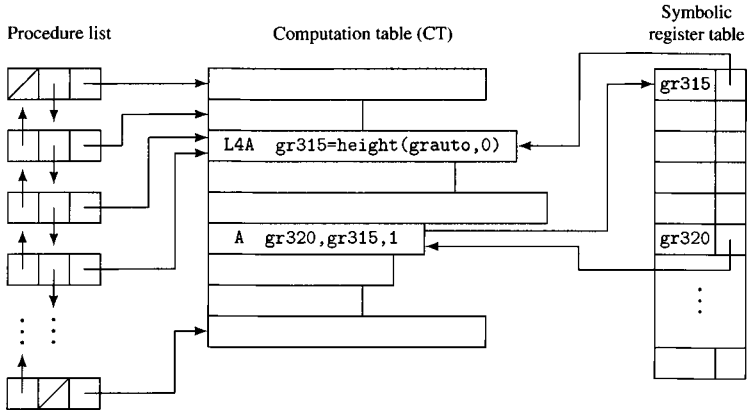 Procedure list
Computation table (CT)
Symbolic
register table
gr315
L4A gr315=height(grauto,0)
A gr320,gr315,1
gr320